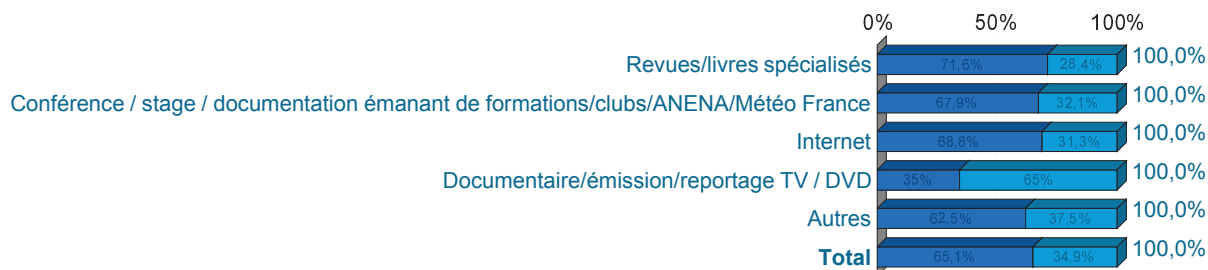 0% 50% 100%
Revues/livres spécialisés 71,6% 28,4% 100,0%
Conférence / stage / documentation émanant de formations/clubs/ANENA/Météo France 67,9% 32,1% 100,0%
Internet 68,8% 31,3% 100,0%
Documentaire/émission/reportage TV / DVD 35% 65% 100,0%
Autres 62,5% 37,5% 100,0%
Total 65,1% 34,9% 100,0%